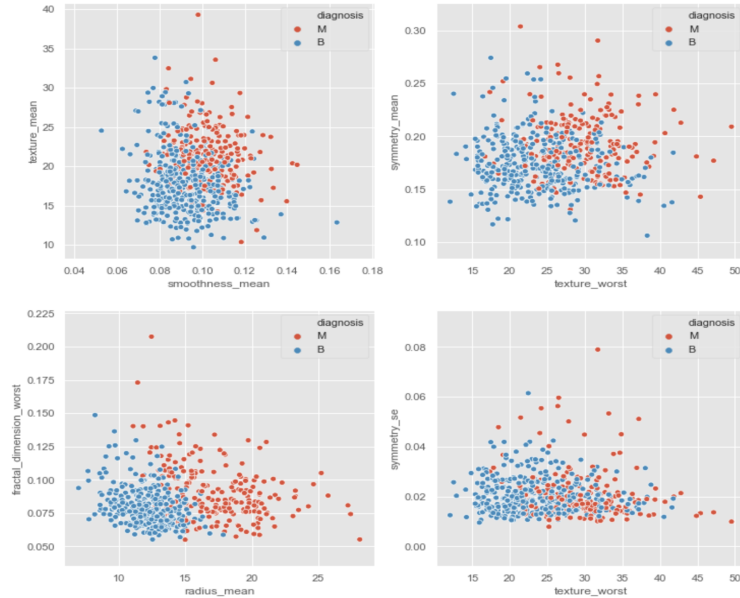 40
35
30
25
20
15
10
texture_mean
0.04 0.06 0.08 0.10 0.12 0.14 0.16 0.18
smoothness_mean
diagnosis
M
B
0.30
0.25
0.20
0.15
0.10
symmetry_mean
15 20 25 30 35 40 45 50
texture_worst
diagnosis
M
B
0.225
0.200
0.175
0.150
0.125
0.100
0.075
0.050
fractal_dimension_worst
10 15 20 25
radius_mean
diagnosis
M
B
0.08
0.06
0.04
0.02
0.00
symmetry_se
15 20 25 30 35 40 45 50
texture_worst
diagnosis
M
B